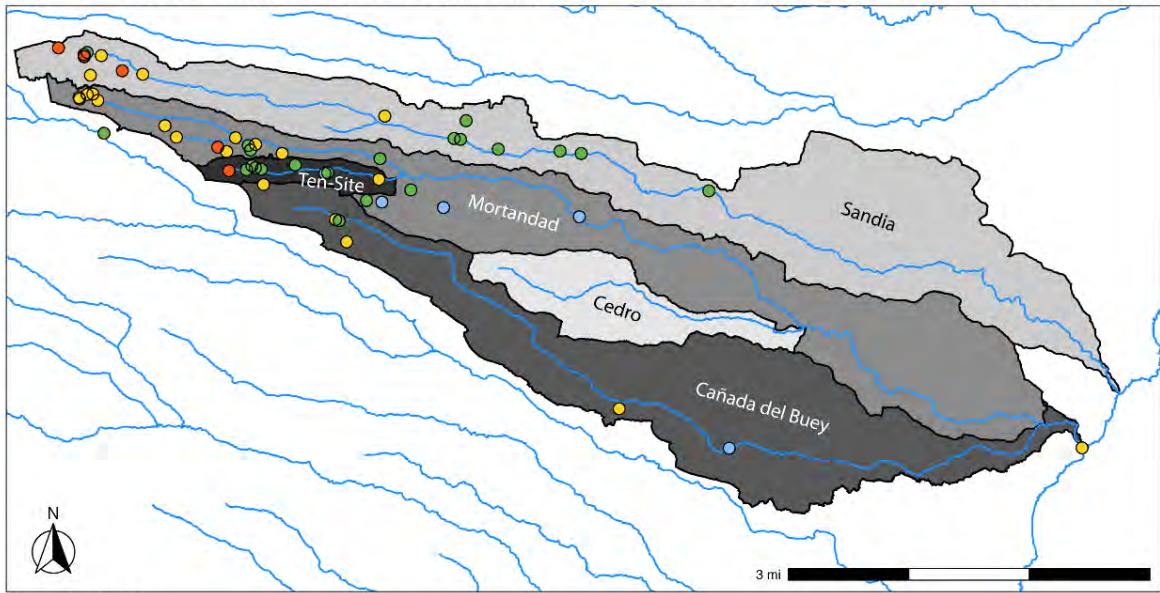 Ten-Site
Mortandad
Sandia
Cedro
Cañada del Buey
N
3 mi